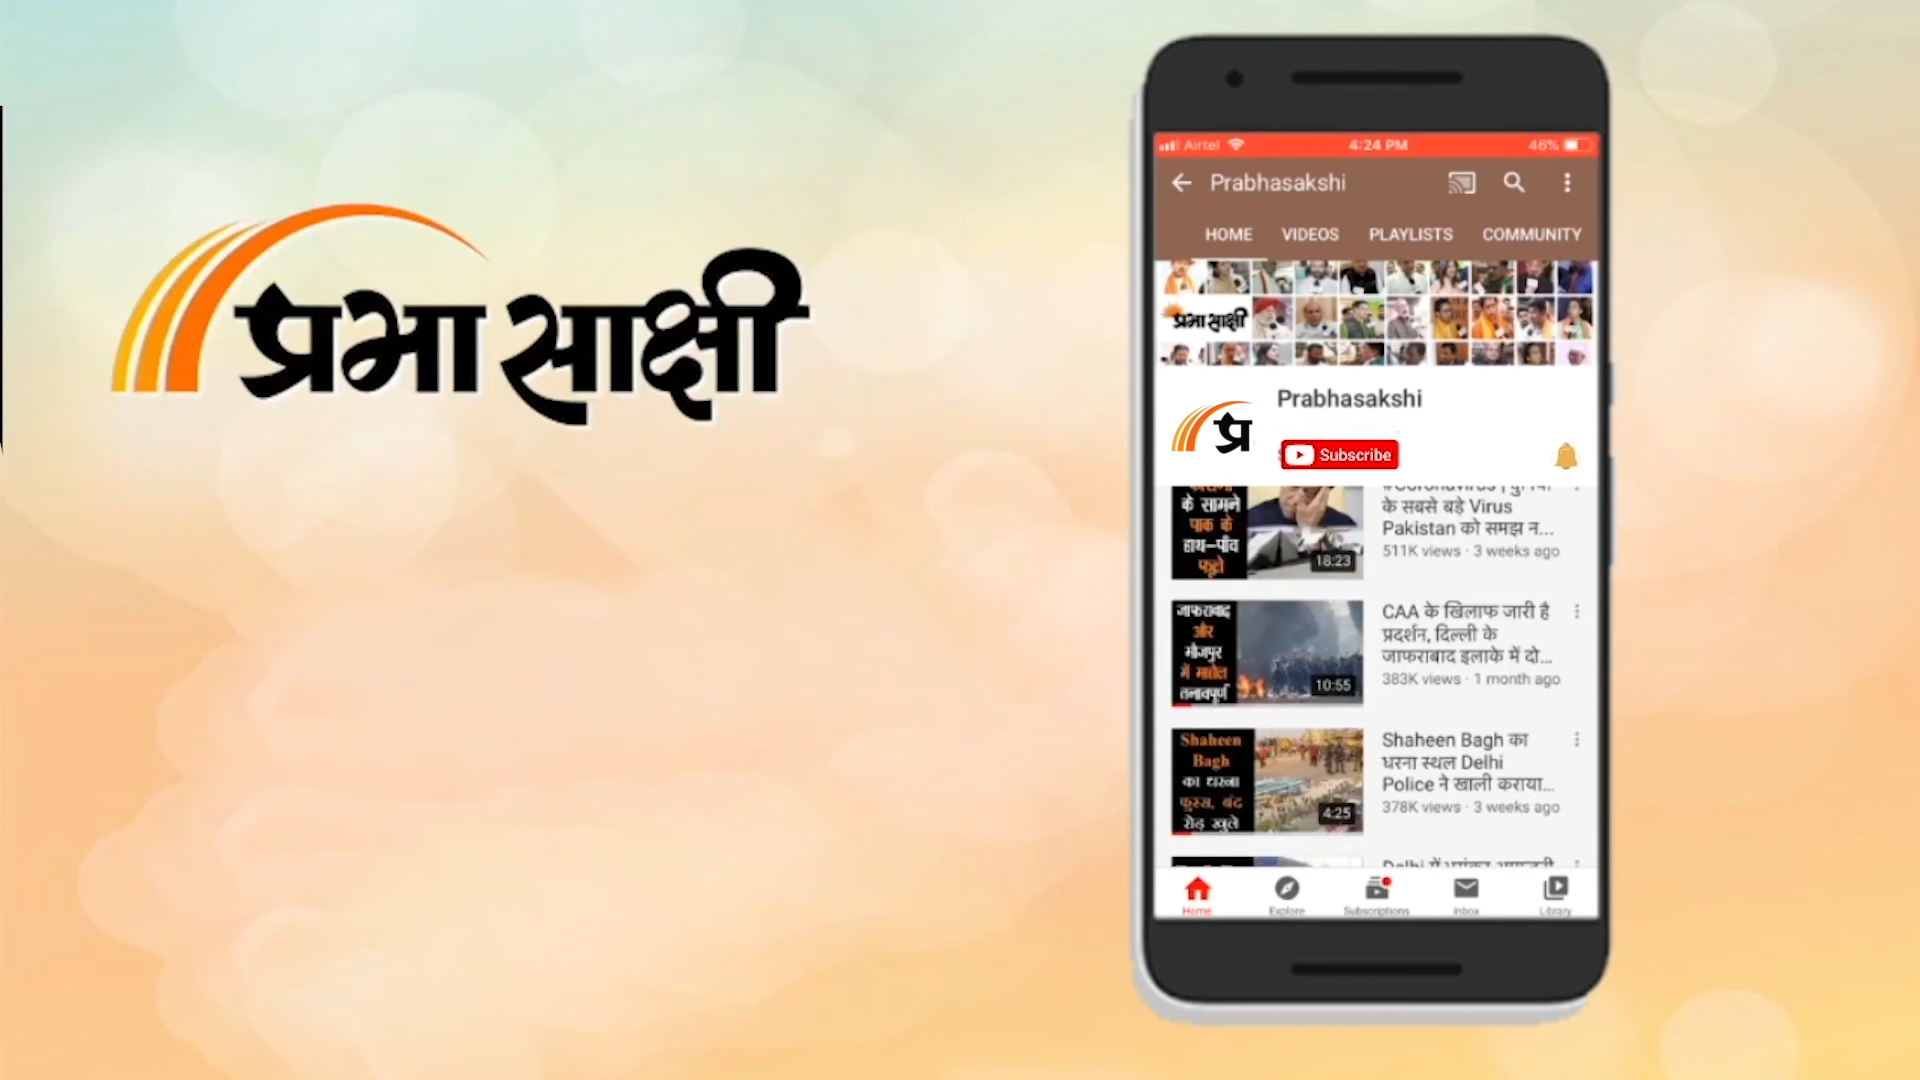 प्रभासाक्षी
Airtel 4:24 PM 46%
Prabhasakshi
HOME VIDEOS PLAYLISTS COMMUNITY
प्रभासाक्षी
Prabhasakshi
प्र
Subscribe
के सामने
पाक के
हाथ-पाँव
फूले
18:23
#Coronavirus
के सबसे बड़े Virus
Pakistan को समझ न...
511K views · 3 weeks ago
जाफराबाद
और
मौजपुर
में माहौल
तनावपूर्ण
10:55
CAA के खिलाफ जारी है
प्रदर्शन, दिल्ली के
जाफराबाद इलाके में दो...
383K views · 1 month ago
Shaheen
Bagh
का धरना
फुस्स, बंद
रोड खुले
4:25
Shaheen Bagh का
धरना स्थल Delhi
Police ने खाली कराया...
378K views · 3 weeks ago
Home Explore Subscriptions Inbox Library